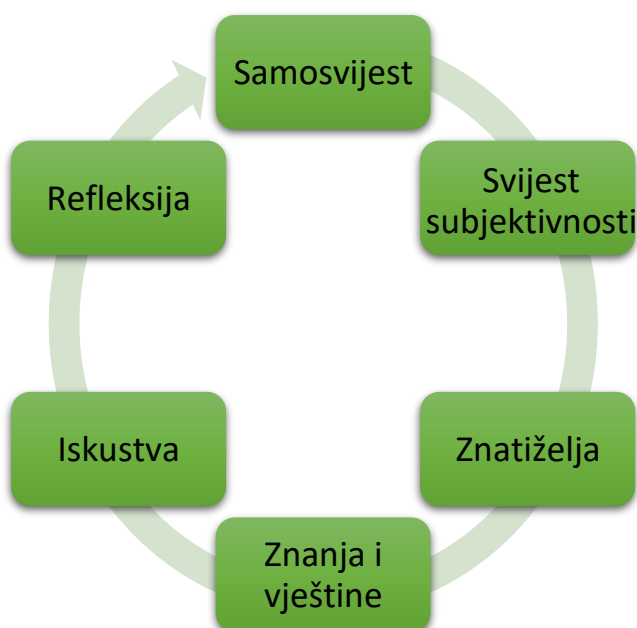 Samosvijest
Svijest
subjektivnosti
Znatiželja
Znanja i
vještine
Iskustva
Refleksija